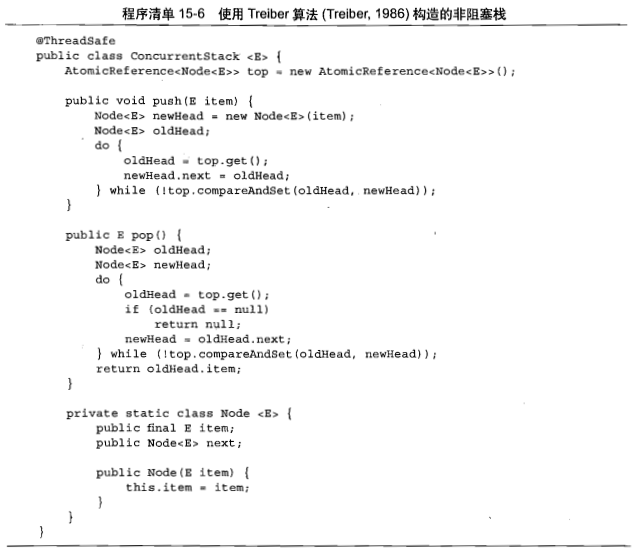 程序清单 15-6 使用 Treiber 算法 (Treiber, 1986) 构造的非阻塞栈
@ThreadSafe
public class ConcurrentStack <E> {
    AtomicReference<Node<E>> top = new AtomicReference<Node<E>>();

    public void push(E item) {
        Node<E> newHead = new Node<E>(item);
        Node<E> oldHead;
        do {
            oldHead = top.get();
            newHead.next = oldHead;
        } while (!top.compareAndSet(oldHead, newHead));
    }

    public E pop() {
        Node<E> oldHead;
        Node<E> newHead;
        do {
            oldHead = top.get();
            if (oldHead == null)
                return null;
            newHead = oldHead.next;
        } while (!top.compareAndSet(oldHead, newHead));
        return oldHead.item;
    }

    private static class Node <E> {
        public final E item;
        public Node<E> next;

        public Node(E item) {
            this.item = item;
        }
    }
}